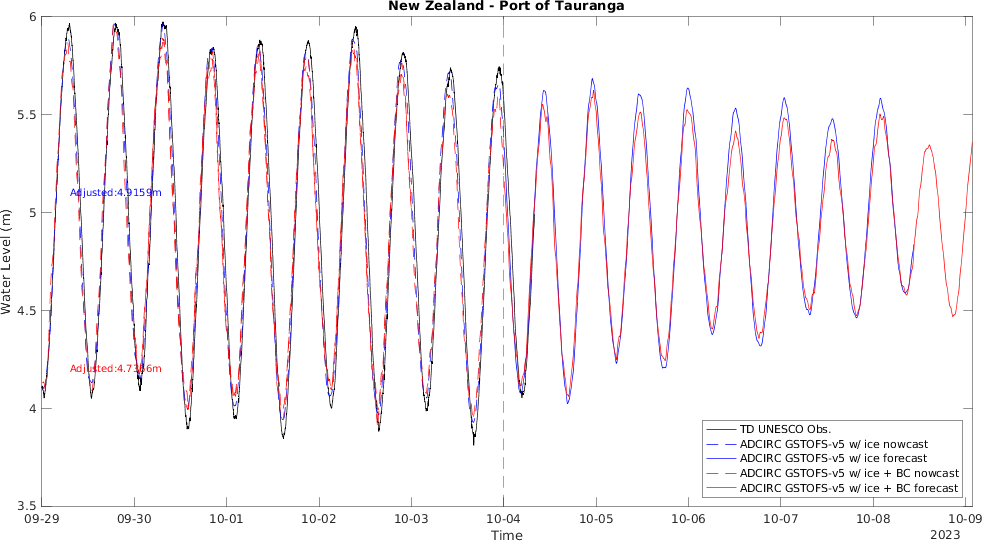 New Zealand - Port of Tauranga
6
5.5
5
4.5
4
3.5
Water Level (m)
Adjusted:4.9159m
Adjusted:4.7356m
TD UNESCO Obs.
ADCIRC GSTOFS-v5 w/ ice nowcast
ADCIRC GSTOFS-v5 w/ ice forecast
ADCIRC GSTOFS-v5 w/ ice + BC nowcast
ADCIRC GSTOFS-v5 w/ ice + BC forecast
09-29 09-30 10-01 10-02 10-03 10-04 10-05 10-06 10-07 10-08 10-09
Time
2023